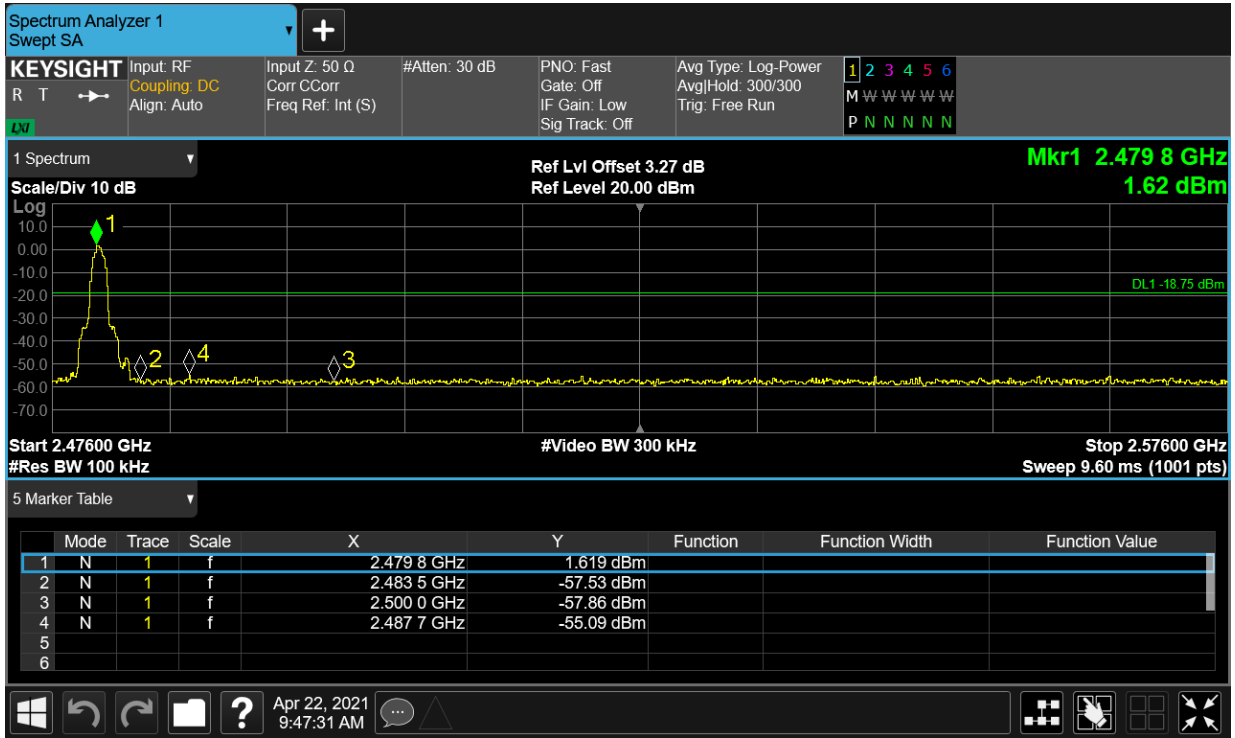 Spectrum Analyzer 1
Swept SA
KEYSIGHT
R T
LXI
Input: RF
Coupling: DC
Align: Auto
Input Z: 50 Ω
Corr CCorr
Freq Ref: Int (S)
#Atten: 30 dB
PNO: Fast
Gate: Off
IF Gain: Low
Sig Track: Off
Avg Type: Log-Power
Avg|Hold: 300/300
Trig: Free Run
1 2 3 4 5 6
M W W W W W
P N N N N N
1 Spectrum
Ref Lvl Offset 3.27 dB
Mkr1 2.479 8 GHz
Scale/Div 10 dB
Ref Level 20.00 dBm
1.62 dBm
Log
10.0
0.00
-10.0
-20.0
-30.0
-40.0
-50.0
-60.0
-70.0
1
DL1 -18.75 dBm
2
4
3
Start 2.47600 GHz
#Video BW 300 kHz
Stop 2.57600 GHz
#Res BW 100 kHz
Sweep 9.60 ms (1001 pts)
5 Marker Table
Mode Trace Scale X Y Function Function Width Function Value
1 N 1 f 2.479 8 GHz 1.619 dBm
2 N 1 f 2.483 5 GHz -57.53 dBm
3 N 1 f 2.500 0 GHz -57.86 dBm
4 N 1 f 2.487 7 GHz -55.09 dBm
5
6
?
Apr 22, 2021
9:47:31 AM